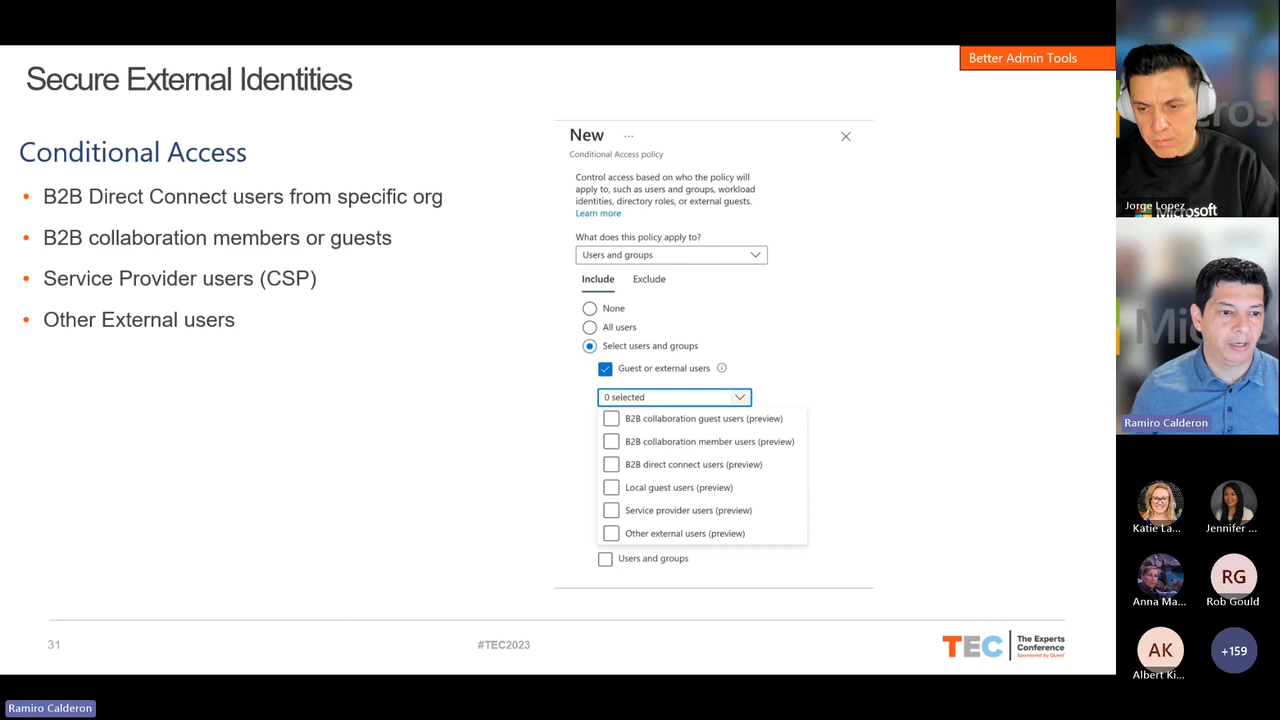 Secure External Identities
Better Admin Tools
Conditional Access
• B2B Direct Connect users from specific org
• B2B collaboration members or guests
• Service Provider users (CSP)
• Other External users
New ...
Conditional Access policy
Control access based on who the policy will
apply to, such as users and groups, workload
identities, directory roles, or external guests.
Learn more
What does this policy apply to?
Users and groups
Include Exclude
None
All users
Select users and groups
Guest or external users
0 selected
B2B collaboration guest users (preview)
B2B collaboration member users (preview)
B2B direct connect users (preview)
Local guest users (preview)
Service provider users (preview)
Other external users (preview)
Users and groups
31
#TEC2023
TEC
The Experts
Conference
Sponsored by Quest
Jorge Lopez
Microsoft
Ramiro Calderon
Katie La...
Jennifer ...
Anna Ma...
RG
Rob Gould
AK
Albert Ki...
+159
Ramiro Calderon